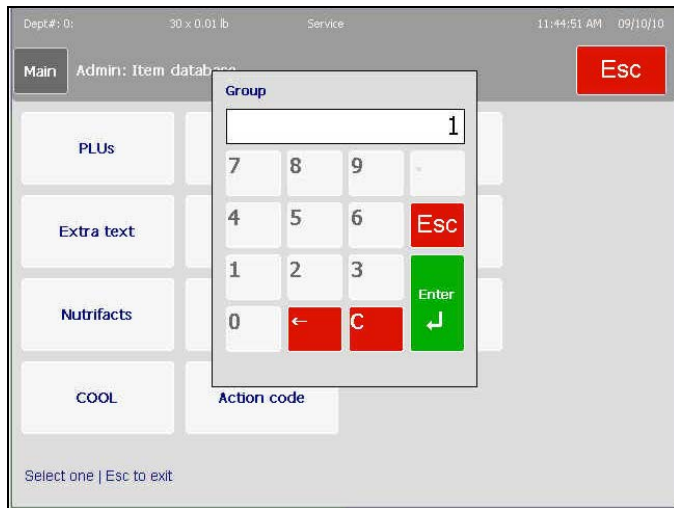 Dept#: 0: 30 x 0.01 lb Service 11:44:51 AM 09/10/10
Main Admin: Item database Esc
Group
1
PLUs
7 8 9 .
Extra text
4 5 6 Esc
1 2 3 Enter
Nutrifacts
0 ← C ↵
COOL Action code
Select one | Esc to exit